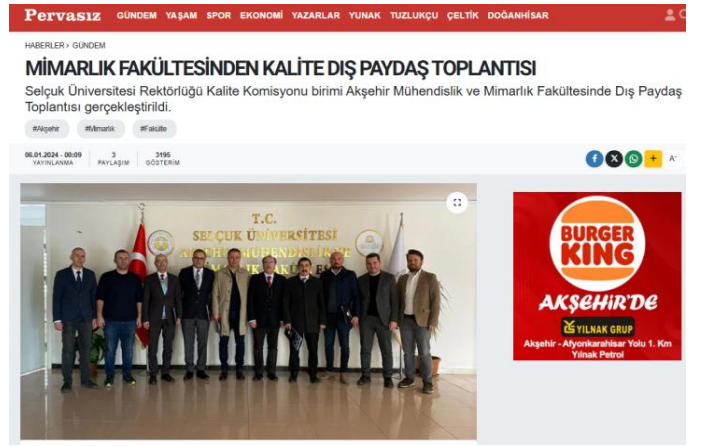 Pervasız GÜNDEM YAŞAM SPOR EKONOMİ YAZARLAR YUNAK TUZLUKÇU ÇELTİK DOĞANHİSAR
HABERLER › GÜNDEM
MİMARLIK FAKÜLTESİNDEN KALİTE DIŞ PAYDAŞ TOPLANTISI
Selçuk Üniversitesi Rektörlüğü Kalite Komisyonu birimi Akşehir Mühendislik ve Mimarlık Fakültesinde Dış Paydaş
Toplantısı gerçekleştirildi.
#Akşehir #Mimarlık #Fakülte
06.01.2024 - 00:09 3 3195
YAYINLANMA PAYLAŞIM GÖSTERİM
T.C.
SELÇUK ÜNİVERSİTESİ
BURGER
KING
AKŞEHİR'DE
YILNAK GRUP
Akşehir - Afyonkarahisar Yolu 1. Km
Yılnak Petrol